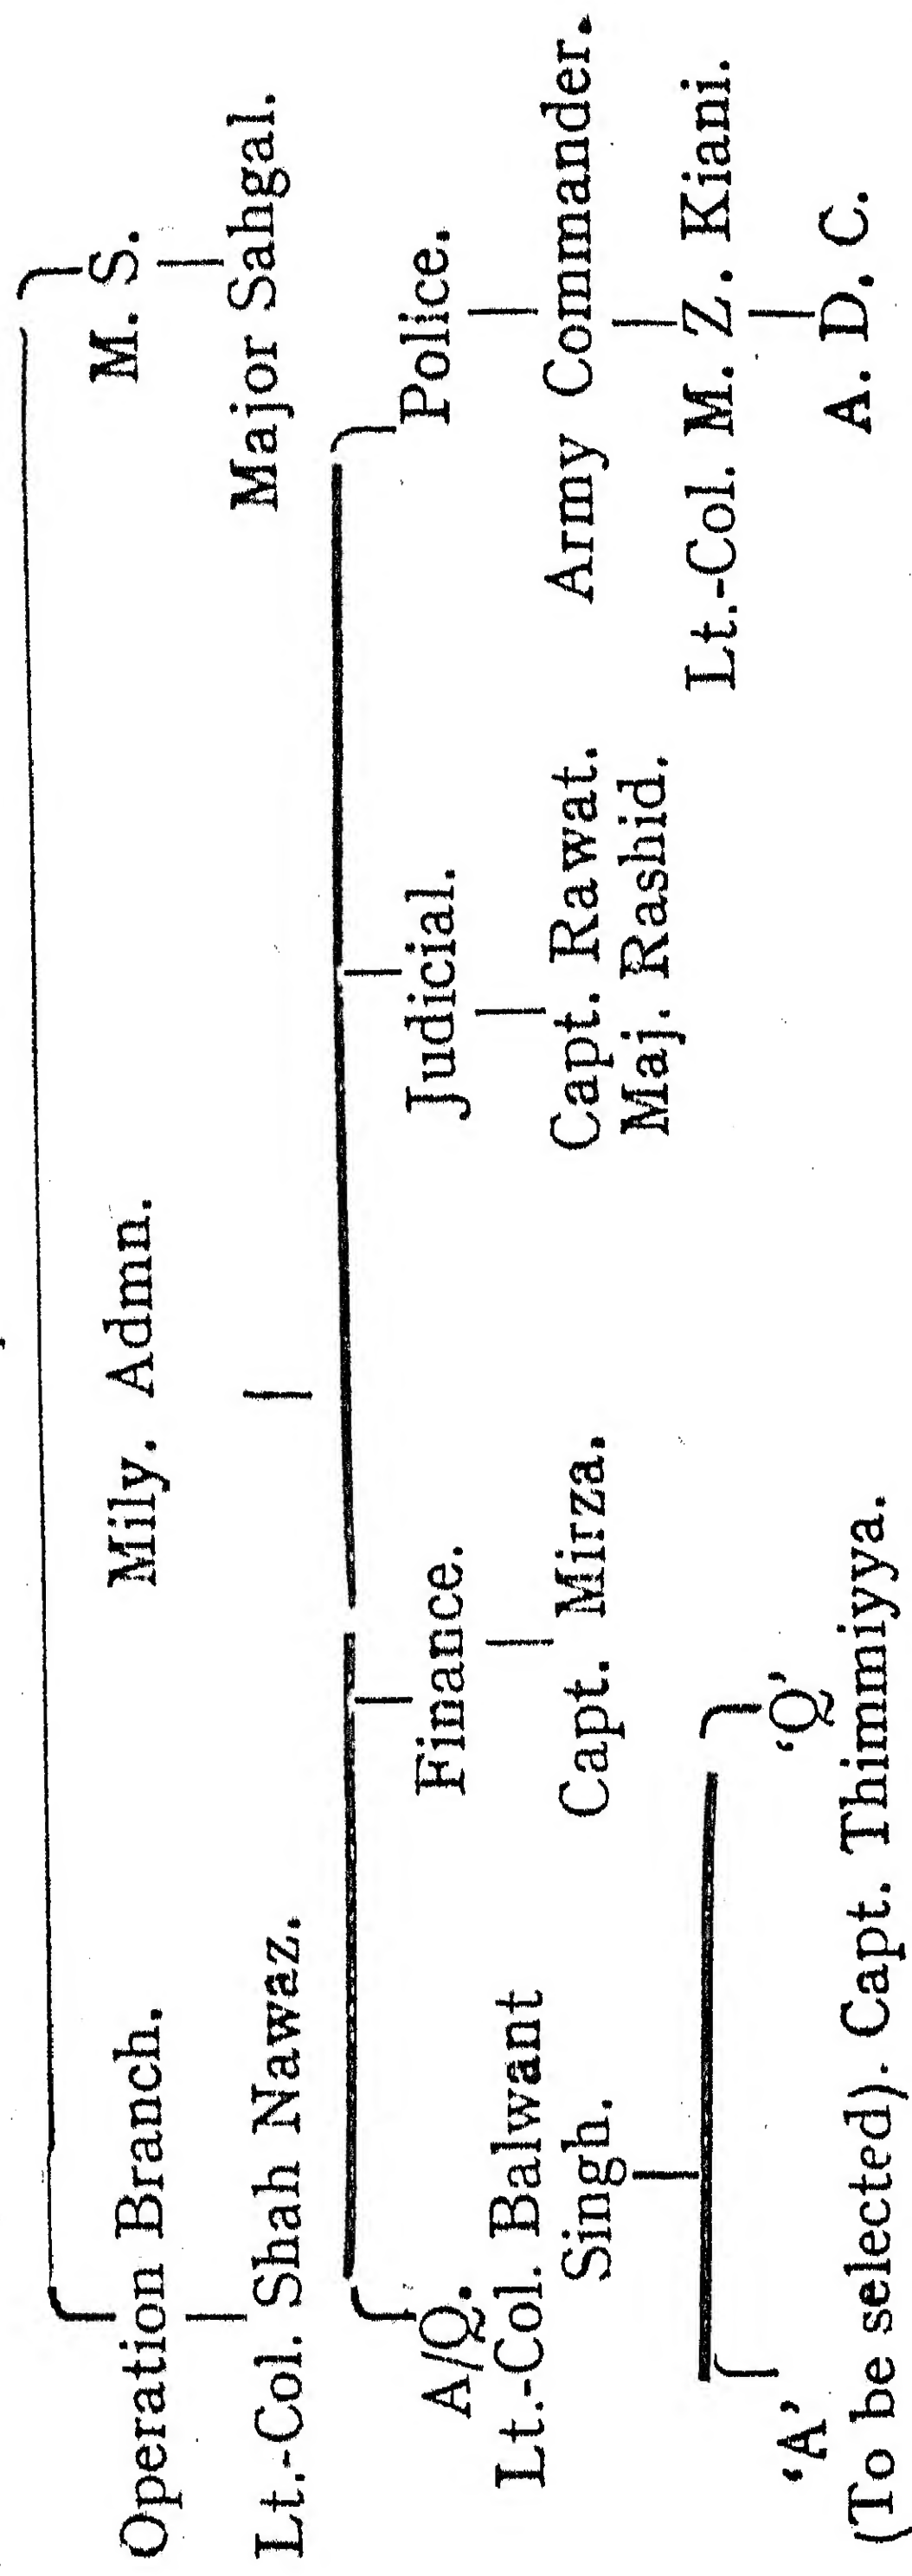 Operation Branch. Mily. Admn. M. S.
Lt.-Col. Shah Nawaz. Major Sahgal.
A/Q. Finance. Judicial. Police.
Lt.-Col. Balwant
Singh. Capt. Mirza. Capt. Rawat. Army Commander.
Maj. Rashid.
Lt.-Col. M. Z. Kiani.
'A' 'Q' A. D. C.
(To be selected). Capt. Thimmiyya.